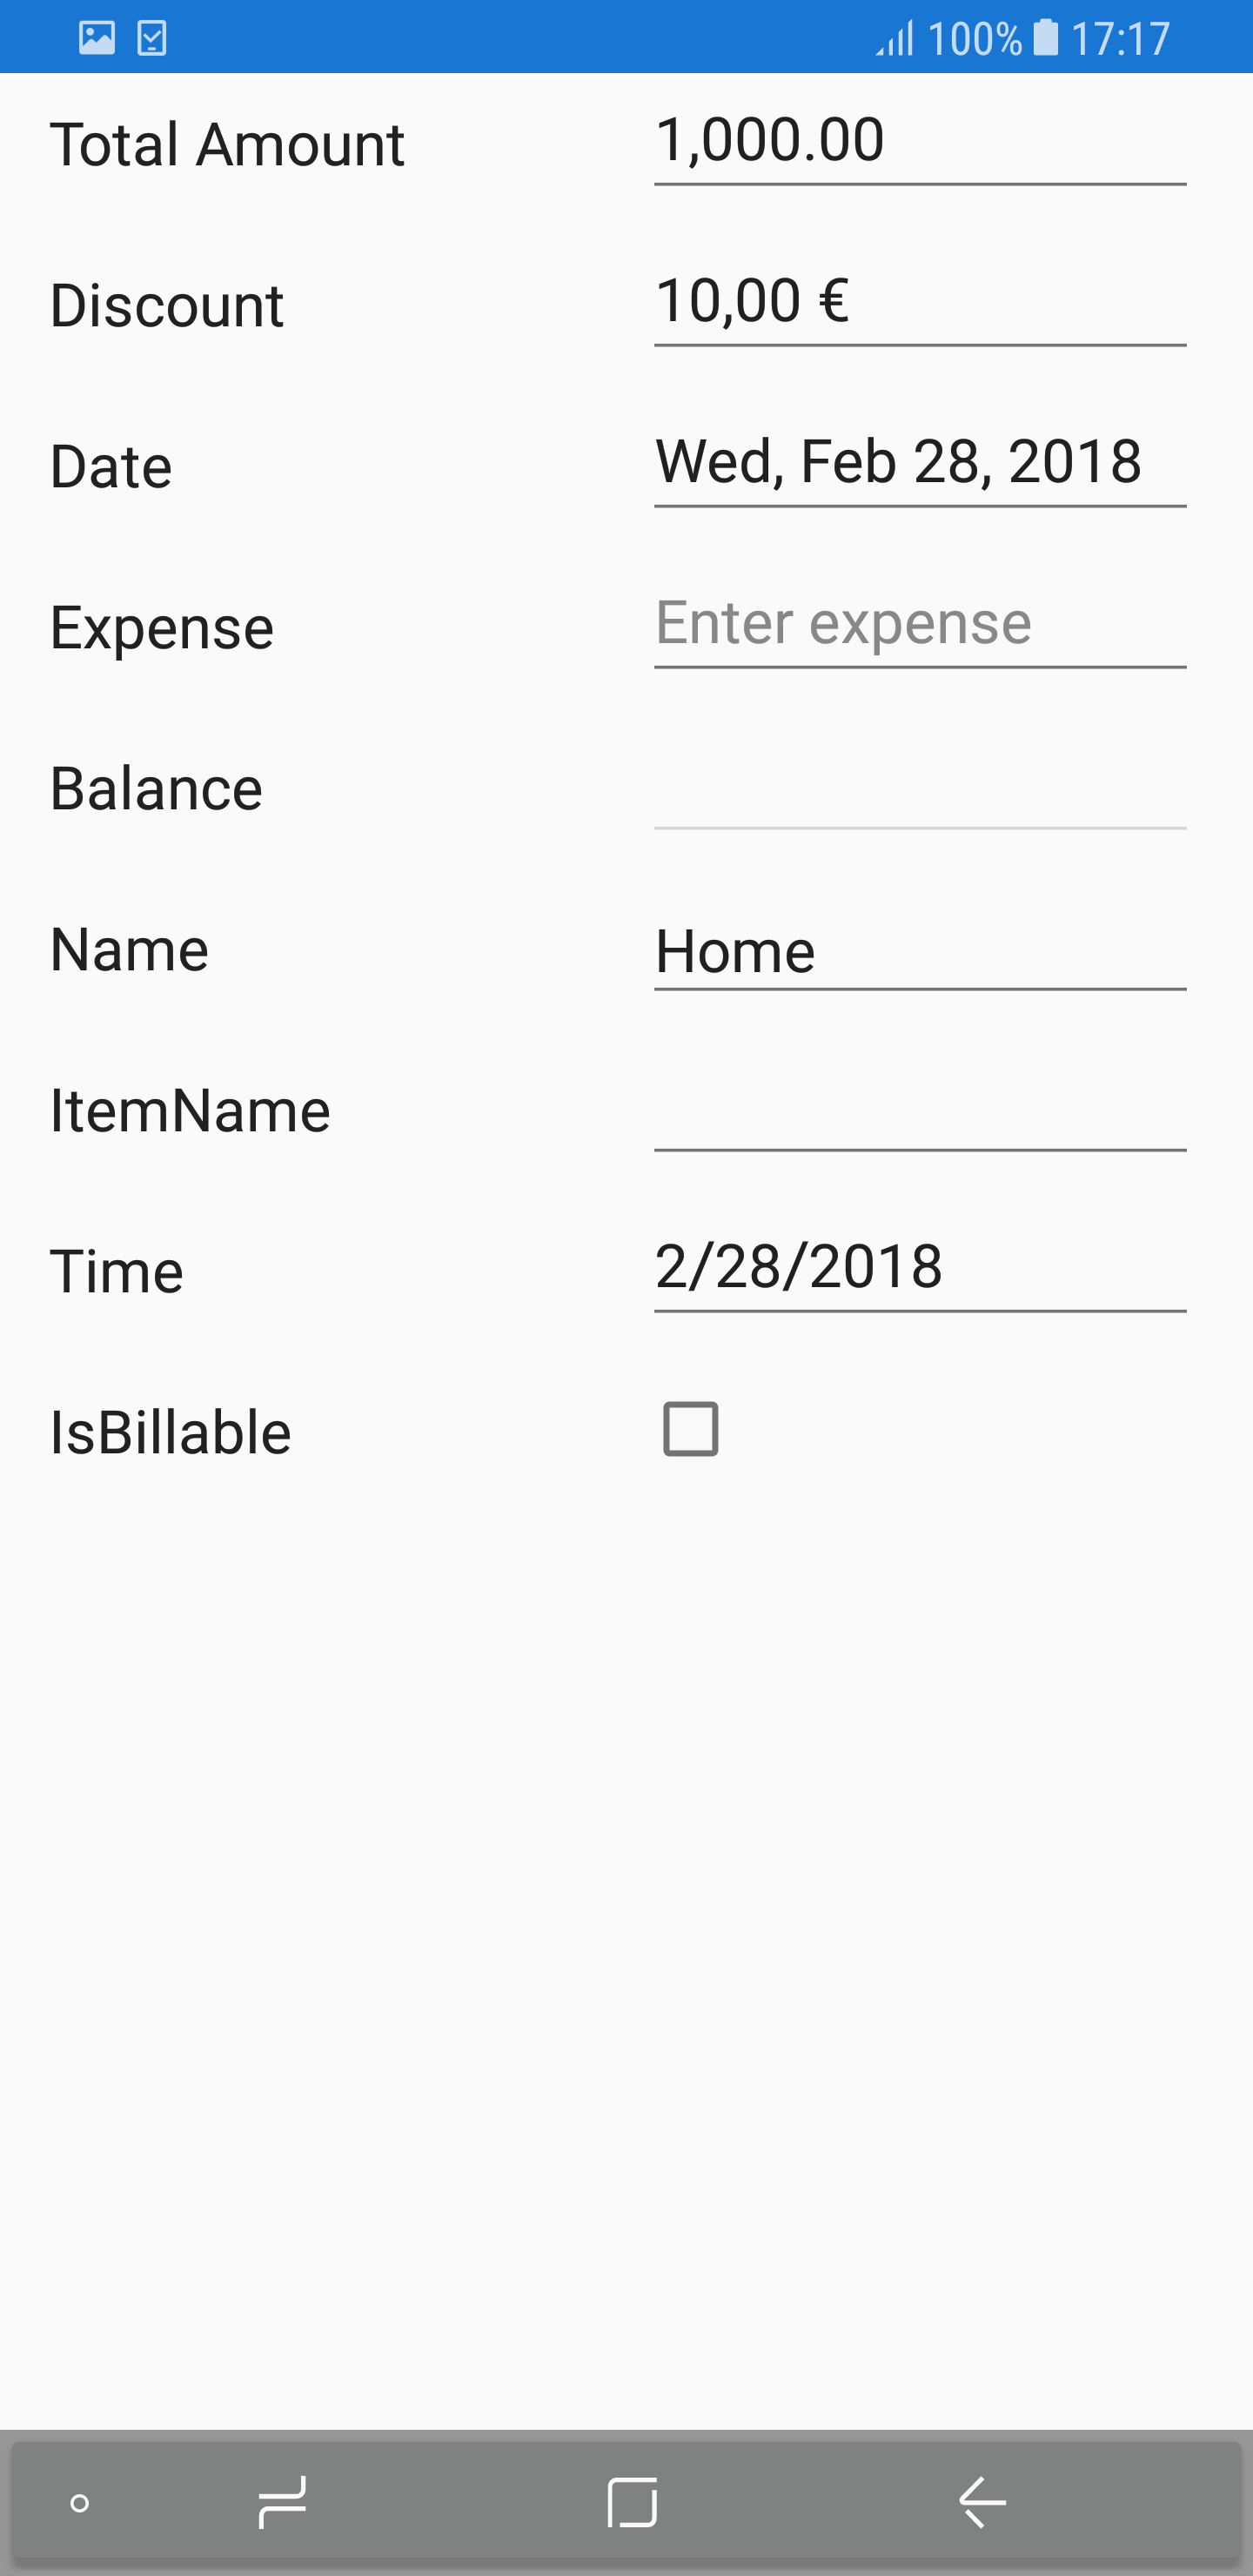 100% 17:17
Total Amount 1,000.00
Discount 10,00 €
Date Wed, Feb 28, 2018
Expense Enter expense
Balance
Name Home
ItemName
Time 2/28/2018
IsBillable